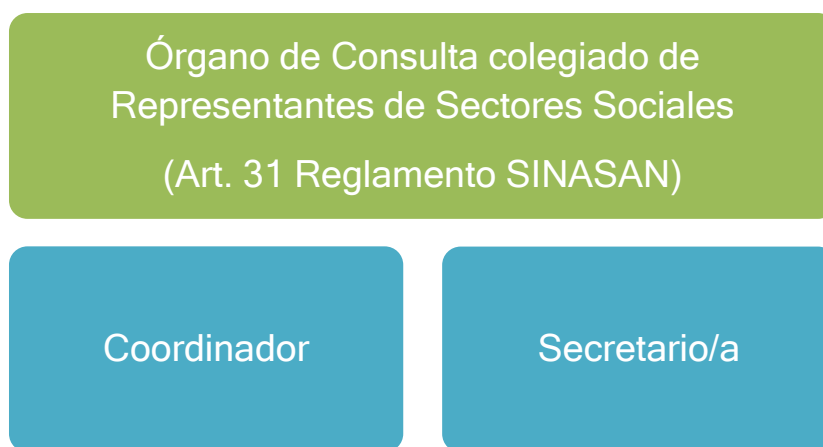 Órgano de Consulta colegiado de
Representantes de Sectores Sociales
(Art. 31 Reglamento SINASAN)
Coordinador
Secretario/a